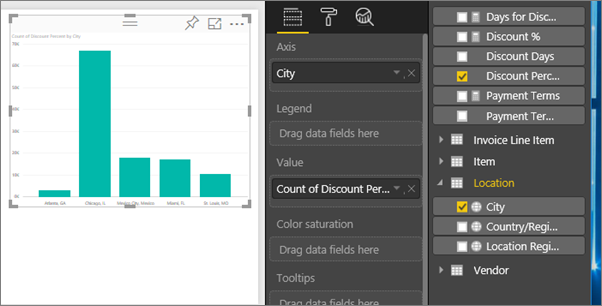 Count of Discount Percent by City
70K
60K
50K
40K
30K
20K
10K
0K
Atlanta, GA
Chicago, IL
Mexico City, Mexico
Miami, FL
St. Louis, MO
Axis
City
Legend
Drag data fields here
Value
Count of Discount Per...
Color saturation
Drag data fields here
Tooltips
Drag data fields here
Days for Disc...
Discount %
Discount Days
Discount Perc...
Payment Terms
Payment Ter...
Invoice Line Item
Item
Location
City
Country/Regi...
Location Regi...
Vendor